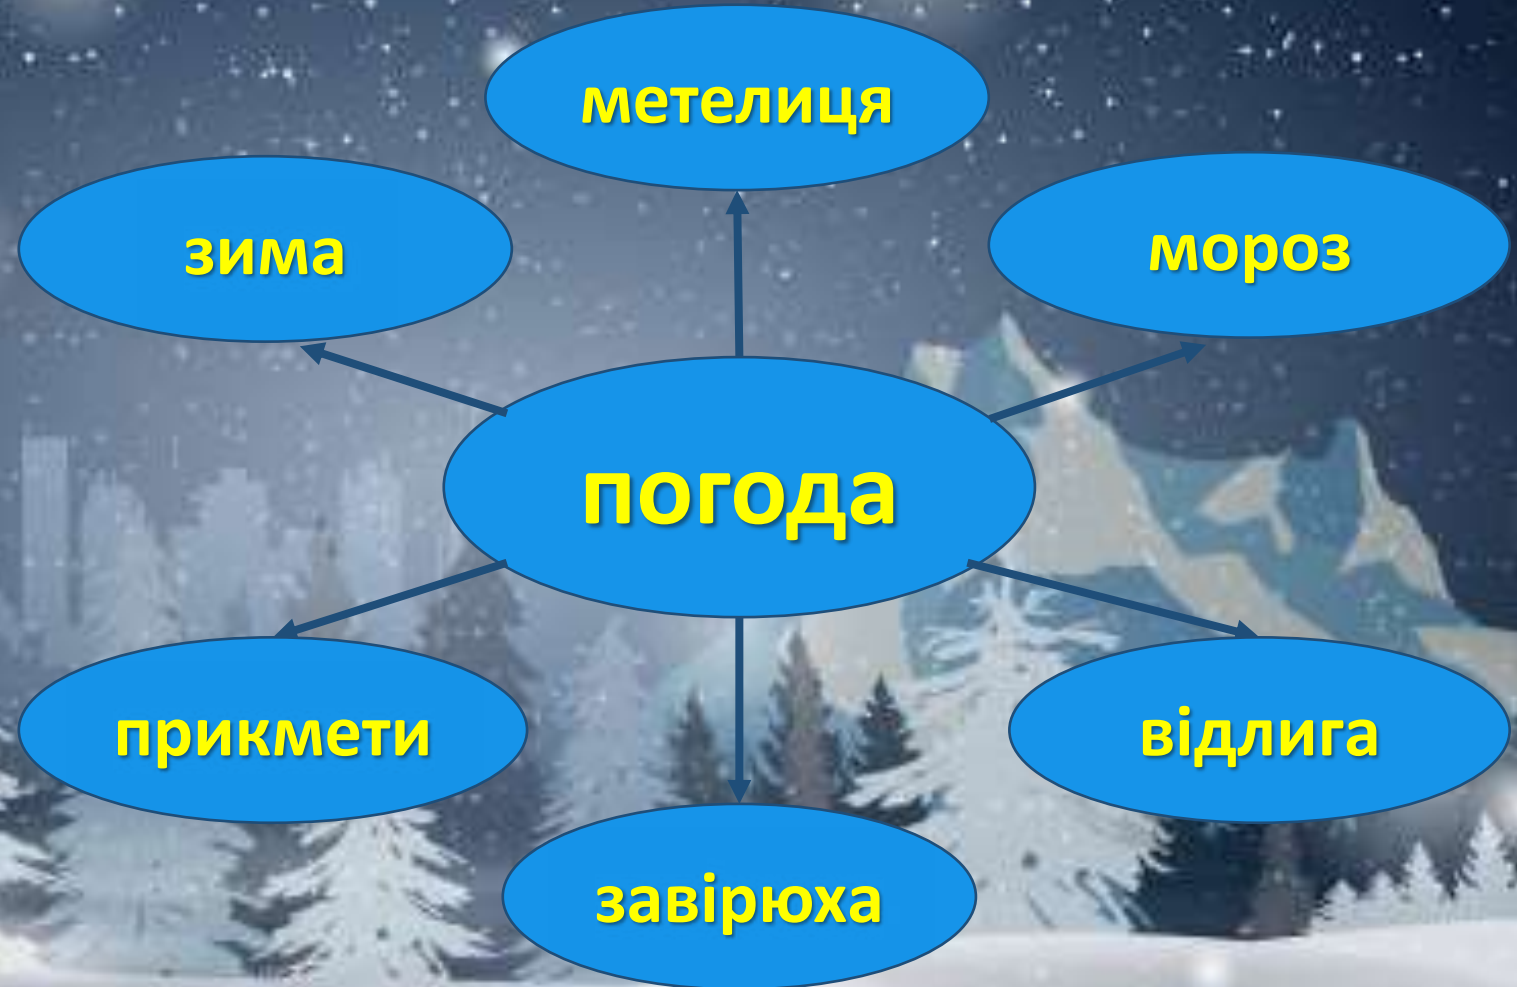 метелиця
зима
мороз
погода
прикмети
відлига
завірюха